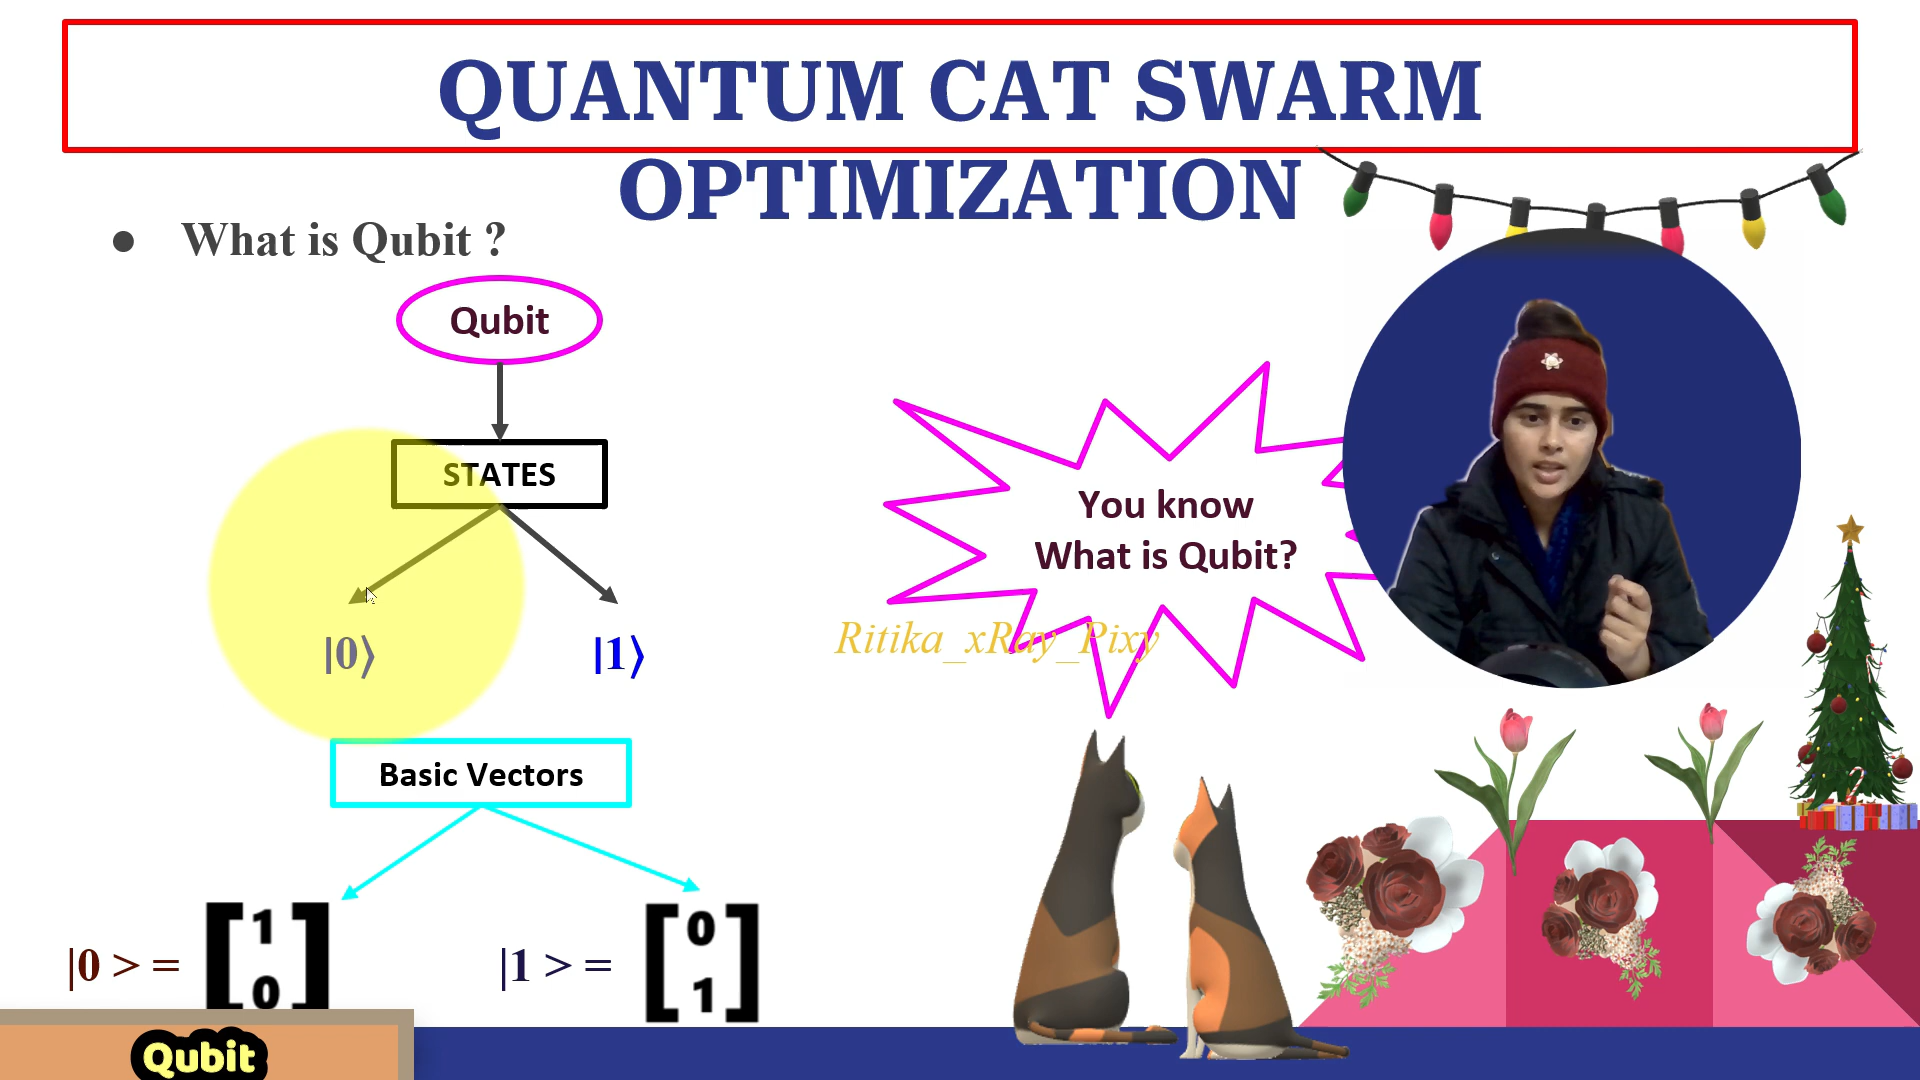 QUANTUM CAT SWARM
OPTIMIZATION
● What is Qubit ?
Qubit
STATES
|0⟩ |1⟩
You know
What is Qubit?
Ritika_xRay_Pixy
Basic Vectors
|0 > = [1 0]
|1 > = [0 1]
Qubit